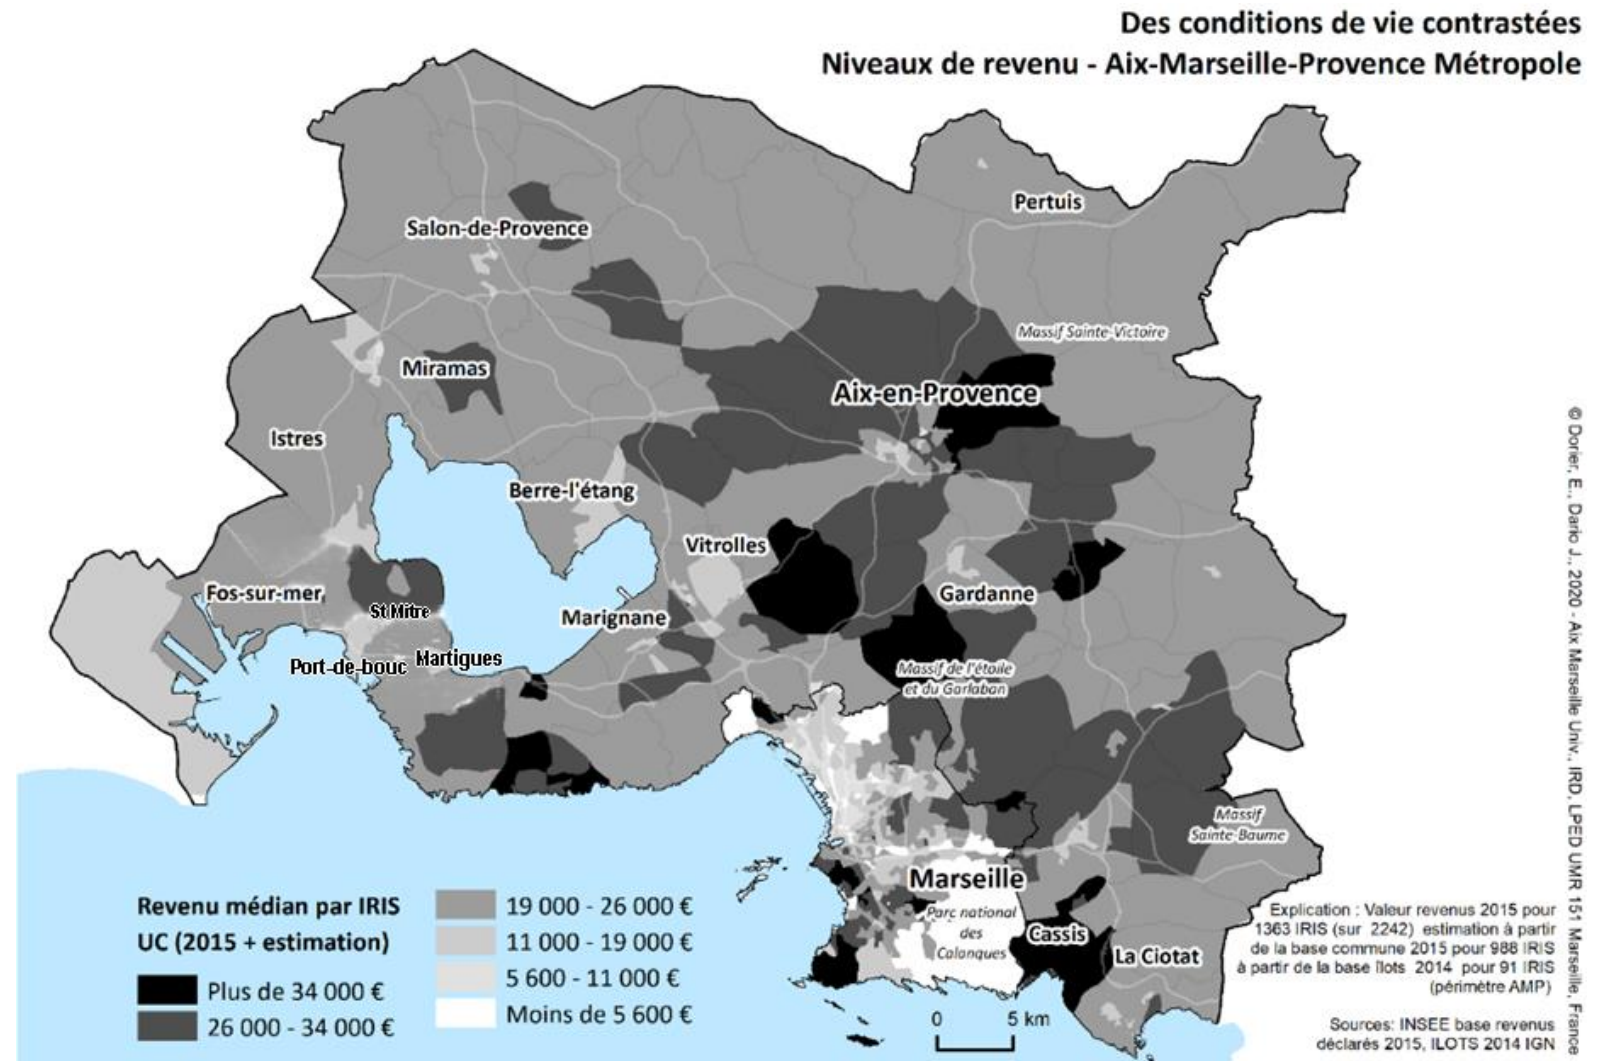 Des conditions de vie contrastées
Niveaux de revenu - Aix-Marseille-Provence Métropole
Pertuis
Salon-de-Provence
Massif Sainte-Victoire
Miramas
Aix-en-Provence
Istres
Berre-l'étang
Vitrolles
Fos-sur-mer
St Mitre
Gardanne
Marignane
Port-de-bouc
Martigues
Massif de l'étoile
et du Garlaban
Massif
Sainte-Baume
Marseille
Parc national
des
Calanques
Cassis
La Ciotat
Revenu médian par IRIS
UC (2015 + estimation)
Plus de 34 000 €
26 000 - 34 000 €
19 000 - 26 000 €
11 000 - 19 000 €
5 600 - 11 000 €
Moins de 5 600 €
0 5 km
Explication : Valeur revenus 2015 pour
1363 IRIS (sur 2242) estimation à partir
de la base commune 2015 pour 988 IRIS
à partir de la base îlots 2014 pour 91 IRIS
(périmètre AMP)
Sources: INSEE base revenus
déclarés 2015, ILOTS 2014 IGN
© Dorier, E., Dario J., 2020 - Aix Marseille Univ., IRD, LPED UMR 151 Marseille, France